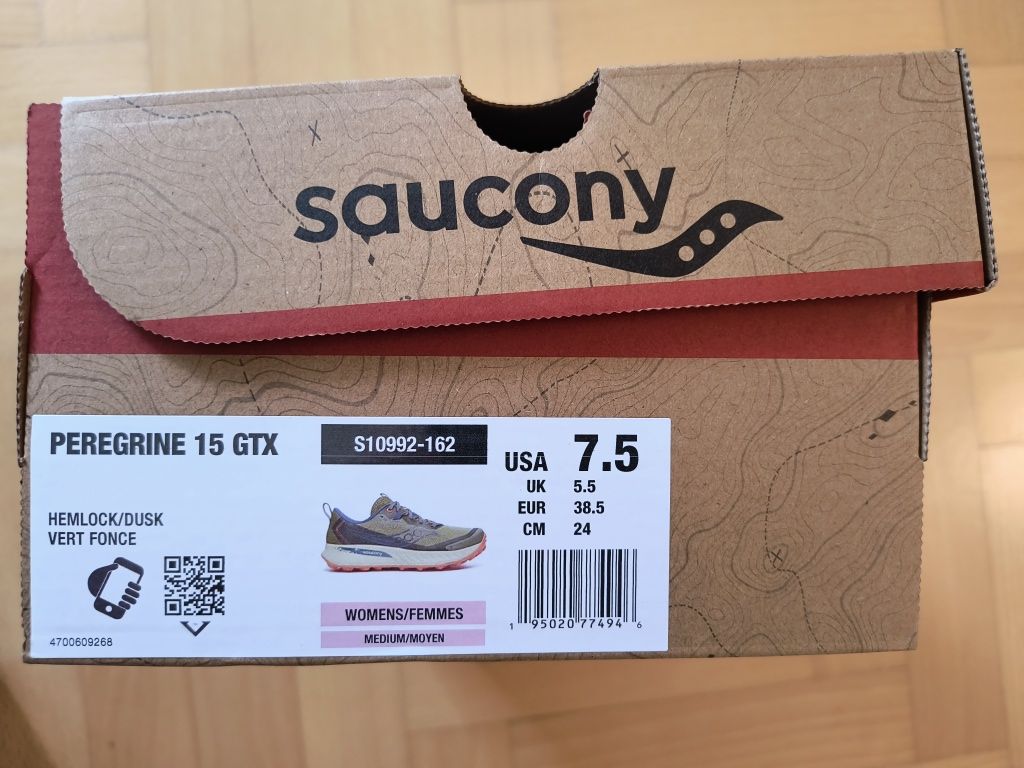 saucony
PEREGRINE 15 GTX
S10992-162
HEMLOCK/DUSK
VERT FONCE
4700609268
WOMENS/FEMMES
MEDIUM/MOYEN
USA 7.5
UK 5.5
EUR 38.5
CM 24
1 95020 77494 6